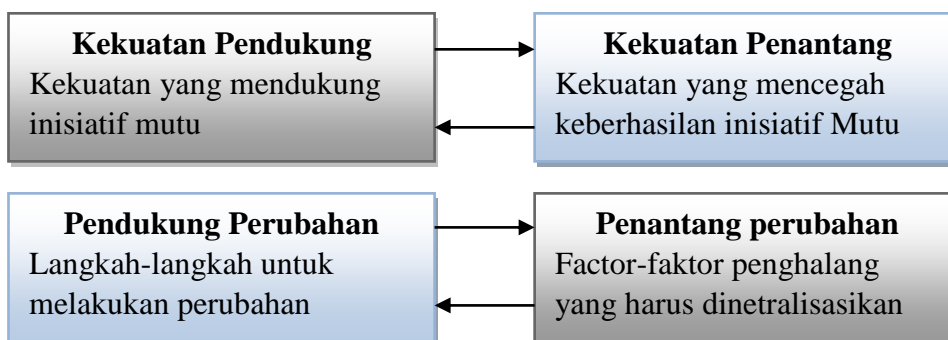 Kekuatan Pendukung
Kekuatan yang mendukung
inisiatif mutu
Kekuatan Penantang
Kekuatan yang mencegah
keberhasilan inisiatif Mutu
Pendukung Perubahan
Langkah-langkah untuk
melakukan perubahan
Penantang perubahan
Factor-faktor penghalang
yang harus dinetralisasikan